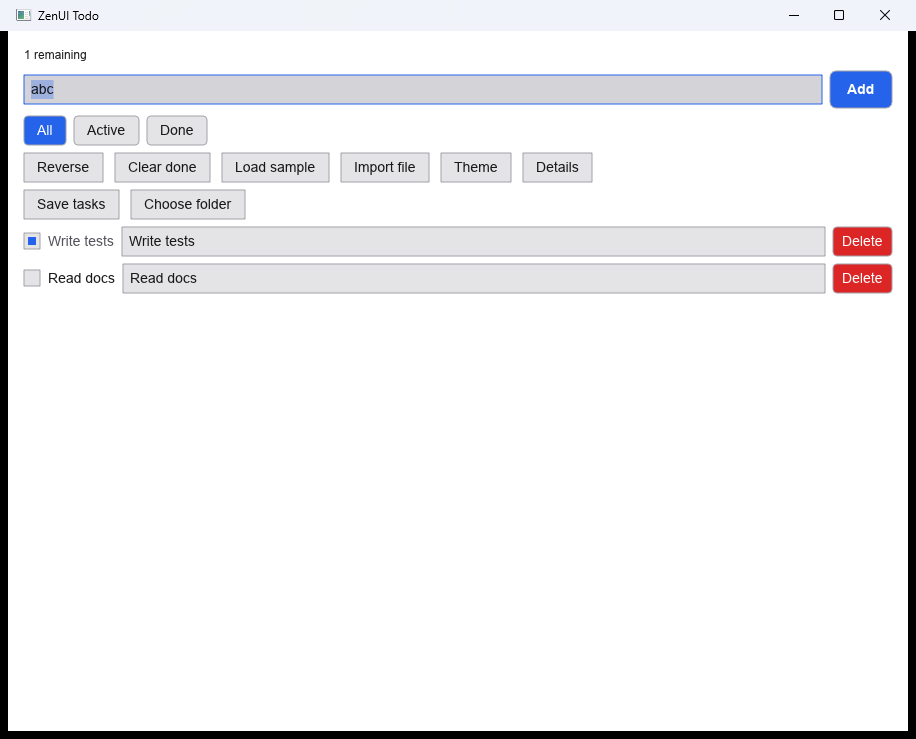 ZenUI Todo
1 remaining
abc Add
All Active Done
Reverse Clear done Load sample Import file Theme Details
Save tasks Choose folder
Write tests Write tests Delete
Read docs Read docs Delete